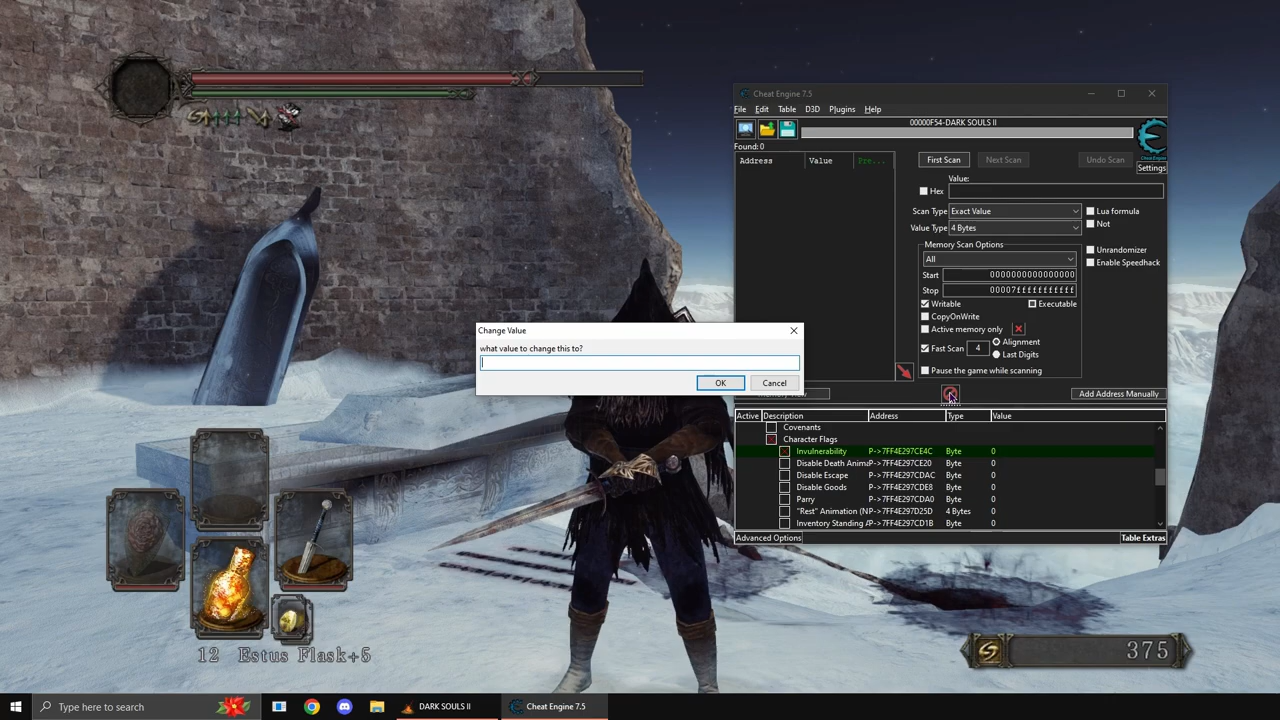 Cheat Engine 7.5
File Edit Table D3D Plugins Help
00000F54-DARK SOULS II
Found: 0
Address Value Pre...
First Scan Next Scan Undo Scan
Cheat Engine
Settings
Value:
Hex
Scan Type Exact Value
Lua formula
Value Type 4 Bytes
Not
Memory Scan Options
All
Unrandomizer
Enable Speedhack
Start 0000000000000000
Stop 00007fffffffffff
Writable Executable
CopyOnWrite
Active memory only
Fast Scan 4 Alignment
Last Digits
Pause the game while scanning
Change Value
what value to change this to?
OK Cancel
Add Address Manually
Active Description Address Type Value
Covenants
Character Flags
Invulnerability P->7FF4E297CE4C Byte 0
Disable Death Anima P->7FF4E297CE20 Byte 0
Disable Escape P->7FF4E297CDAC Byte 0
Disable Goods P->7FF4E297CDE8 Byte 0
Parry P->7FF4E297CDA0 Byte 0
"Rest" Animation (N P->7FF4E297D25D 4 Bytes 0
Inventory Standing A P->7FF4E297CD1B Byte 0
Advanced Options Table Extras
12 Estus Flask+5
375
Type here to search
DARK SOULS II
Cheat Engine 7.5